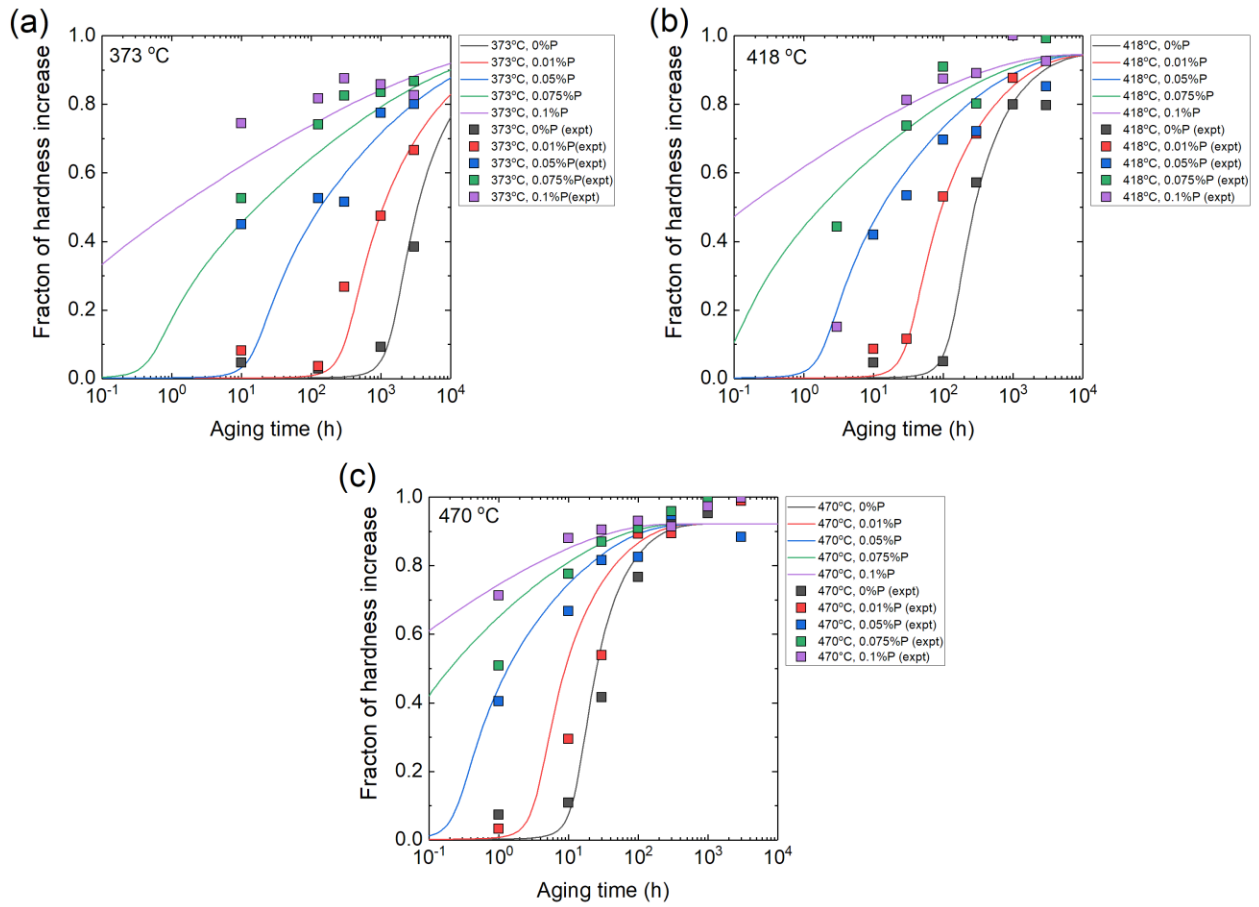 (a)
373 °C
Fracton of hardness increase
1.0
0.8
0.6
0.4
0.2
0.0
10-1 100 101 102 103 104
Aging time (h)
373°C, 0%P
373°C, 0.01%P
373°C, 0.05%P
373°C, 0.075%P
373°C, 0.1%P
373°C, 0%P (expt)
373°C, 0.01%P(expt)
373°C, 0.05%P(expt)
373°C, 0.075%P(expt)
373°C, 0.1%P(expt)
(b)
418 °C
Fracton of hardness increase
1.0
0.8
0.6
0.4
0.2
0.0
10-1 100 101 102 103 104
Aging time (h)
418°C, 0%P
418°C, 0.01%P
418°C, 0.05%P
418°C, 0.075%P
418°C, 0.1%P
418°C, 0%P (expt)
418°C, 0.01%P (expt)
418°C, 0.05%P (expt)
418°C, 0.075%P (expt)
418°C, 0.1%P (expt)
(c)
470 °C
Fracton of hardness increase
1.0
0.8
0.6
0.4
0.2
0.0
10-1 100 101 102 103 104
Aging time (h)
470°C, 0%P
470°C, 0.01%P
470°C, 0.05%P
470°C, 0.075%P
470°C, 0.1%P
470°C, 0%P (expt)
470°C, 0.01%P (expt)
470°C, 0.05%P (expt)
470°C, 0.075%P (expt)
470°C, 0.1%P (expt)